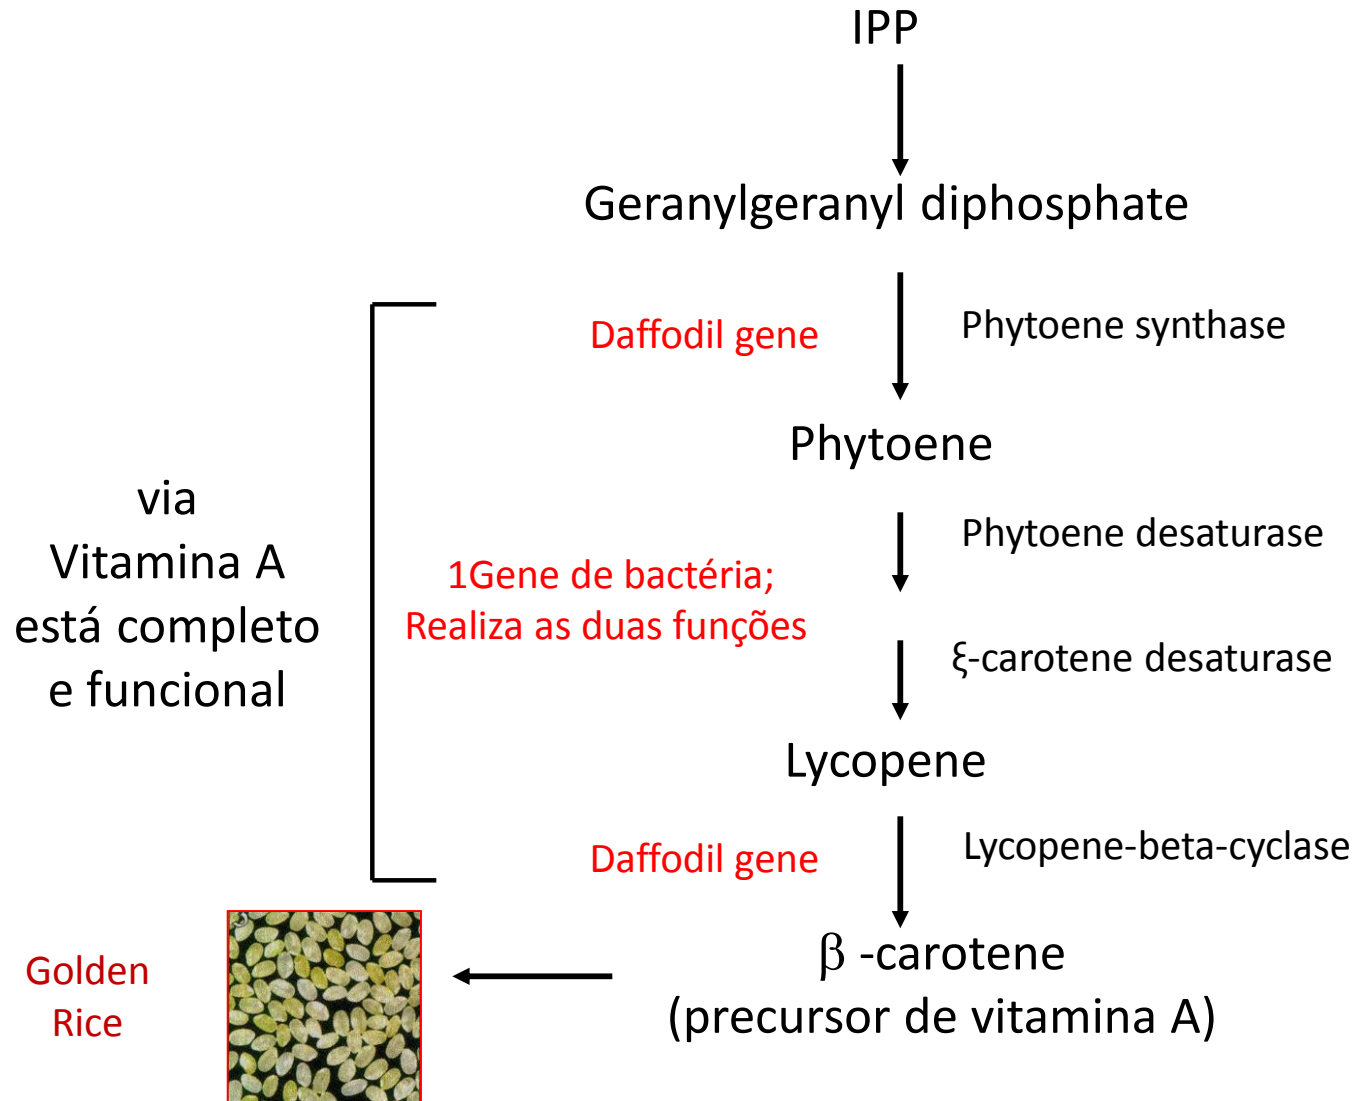 IPP
Geranylgeranyl diphosphate
Daffodil gene
Phytoene synthase
Phytoene
via
Vitamina A
está completo
e funcional
1Gene de bactéria;
Realiza as duas funções
Phytoene desaturase
ξ-carotene desaturase
Lycopene
Daffodil gene
Lycopene-beta-cyclase
β -carotene
(precursor de vitamina A)
Golden
Rice